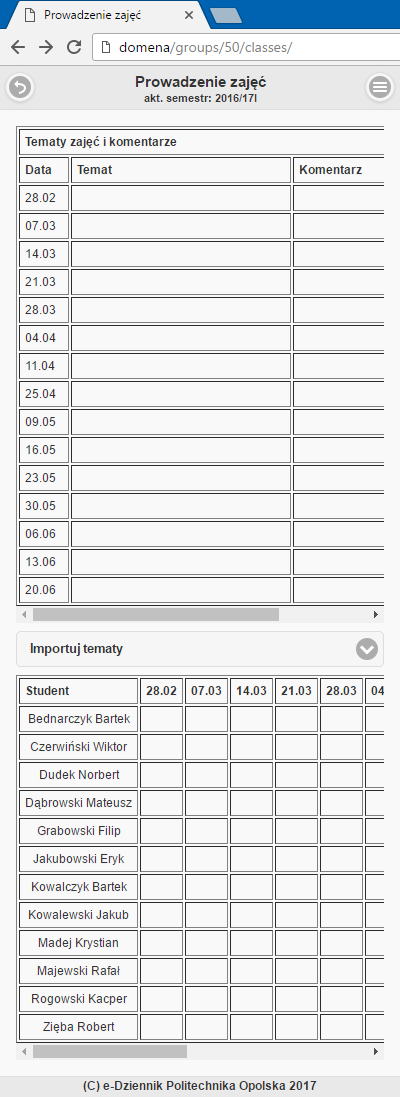 Prowadzenie zajęć
domena/groups/50/classes/
Prowadzenie zajęć
akt. semestr: 2016/17l
Tematy zajęć i komentarze
Data Temat Komentarz
28.02
07.03
14.03
21.03
28.03
04.04
11.04
25.04
09.05
16.05
23.05
30.05
06.06
13.06
20.06
Importuj tematy
Student 28.02 07.03 14.03 21.03 28.03 04
Bednarczyk Bartek
Czerwiński Wiktor
Dudek Norbert
Dąbrowski Mateusz
Grabowski Filip
Jakubowski Eryk
Kowalczyk Bartek
Kowalewski Jakub
Madej Krystian
Majewski Rafał
Rogowski Kacper
Zięba Robert
(C) e-Dziennik Politechnika Opolska 2017